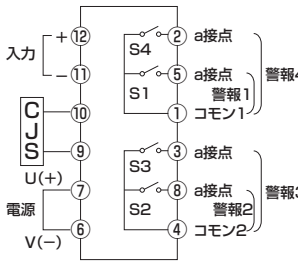 入力
+ ⑫
− ⑪
⑩
⑨
CJS
U(+)
⑦
電源
⑥
V(−)
S4
② a接点
⑤ a接点
S1
警報1
① コモン1
警報4
S3
③ a接点
⑧ a接点
S2
警報2
④ コモン2
警報3